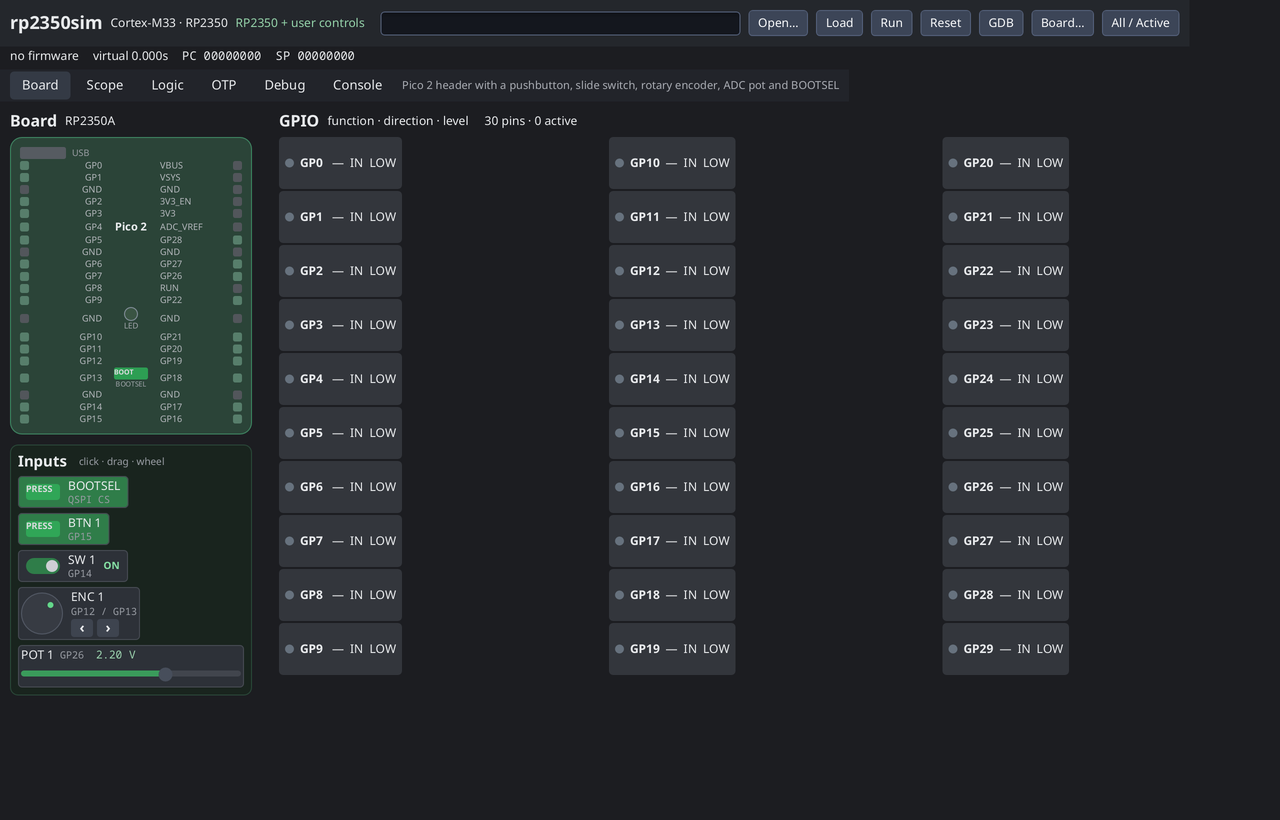 rp2350sim Cortex-M33 · RP2350 RP2350 + user controls Open... Load Run Reset GDB Board... All / Active
no firmware virtual 0.000s PC 00000000 SP 00000000
Board Scope Logic OTP Debug Console Pico 2 header with a pushbutton, slide switch, rotary encoder, ADC pot and BOOTSEL
Board RP2350A
USB
GP0 VBUS
GP1 VSYS
GND GND
GP2 3V3_EN
GP3 3V3
GP4 Pico 2 ADC_VREF
GP5 GP28
GND GND
GP6 GP27
GP7 GP26
GP8 RUN
GP9 GP22
GND GND
LED
GP10 GP21
GP11 GP20
GP12 GP19
BOOT
GP13 GP18
BOOTSEL
GND GND
GP14 GP17
GP15 GP16
Inputs click · drag · wheel
PRESS BOOTSEL
QSPI CS
PRESS BTN 1
GP15
SW 1 ON
GP14
ENC 1
GP12 / GP13
‹ ›
POT 1 GP26 2.20 V
GPIO function · direction · level 30 pins · 0 active
GP0 — IN LOW GP10 — IN LOW GP20 — IN LOW
GP1 — IN LOW GP11 — IN LOW GP21 — IN LOW
GP2 — IN LOW GP12 — IN LOW GP22 — IN LOW
GP3 — IN LOW GP13 — IN LOW GP23 — IN LOW
GP4 — IN LOW GP14 — IN LOW GP24 — IN LOW
GP5 — IN LOW GP15 — IN LOW GP25 — IN LOW
GP6 — IN LOW GP16 — IN LOW GP26 — IN LOW
GP7 — IN LOW GP17 — IN LOW GP27 — IN LOW
GP8 — IN LOW GP18 — IN LOW GP28 — IN LOW
GP9 — IN LOW GP19 — IN LOW GP29 — IN LOW